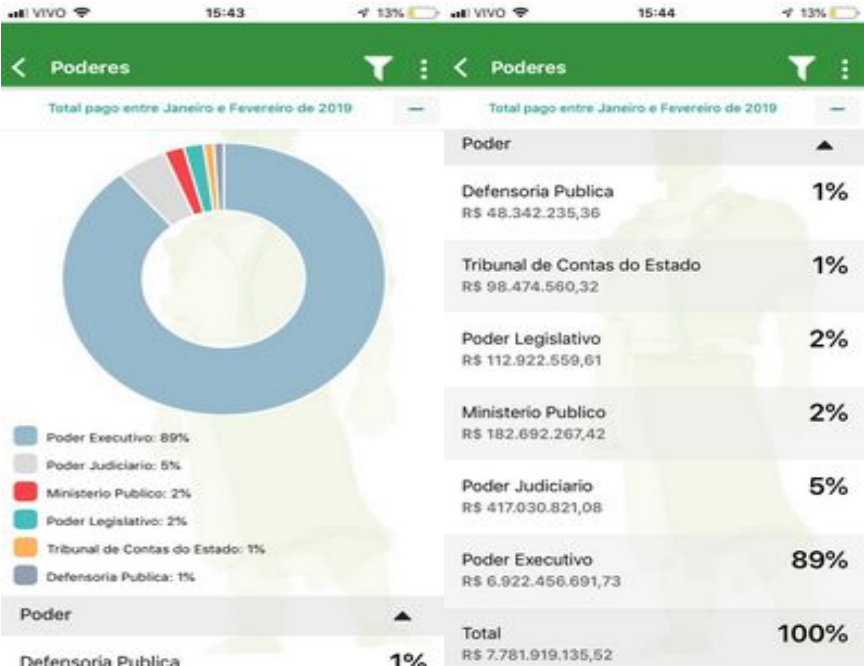 VIVO 15:43 13%
Poderes
Total pago entre Janeiro e Fevereiro de 2019
Poder Executivo: 89%
Poder Judiciario: 5%
Ministerio Publico: 2%
Poder Legislativo: 2%
Tribunal de Contas do Estado: 1%
Defensoria Publica: 1%
Poder
Defensoria Publica 1%
VIVO 15:44 13%
Poderes
Total pago entre Janeiro e Fevereiro de 2019
Poder
Defensoria Publica 1%
R$ 48.342.235,36
Tribunal de Contas do Estado 1%
R$ 98.474.560,32
Poder Legislativo 2%
R$ 112.922.559,61
Ministerio Publico 2%
R$ 182.692.267,42
Poder Judiciario 5%
R$ 417.030.821,08
Poder Executivo 89%
R$ 6.922.456.691,73
Total 100%
R$ 7.781.919.135,52